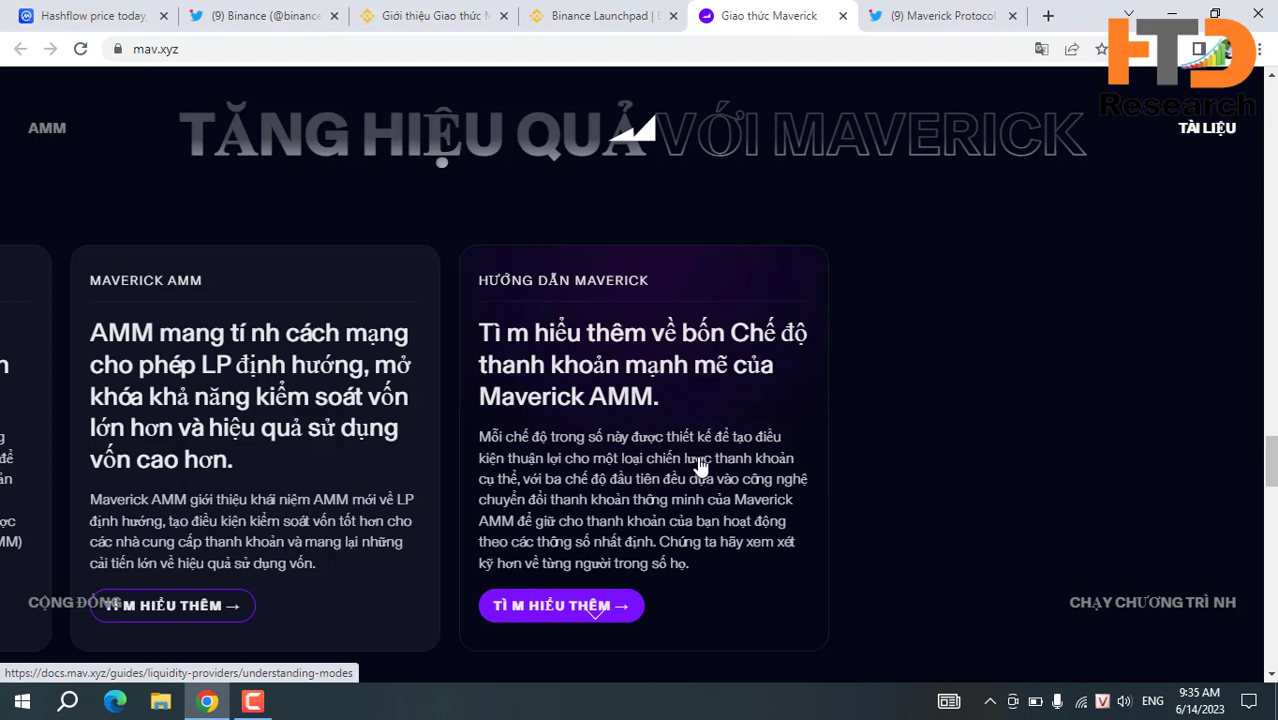 Hashflow price today,
(9) Binance (@binance
Giới thiệu Giao thức M
Binance Launchpad | B
Giao thức Maverick
(9) Maverick Protocol
mav.xyz
HTD
Research
AMM
TĂNG HIỆU QUẢ VỚI MAVERICK
TÀI LIỆU
MAVERICK AMM
AMM mang tính cách mạng
cho phép LP định hướng, mở
khóa khả năng kiểm soát vốn
lớn hơn và hiệu quả sử dụng
vốn cao hơn.
Maverick AMM giới thiệu khái niệm AMM mới về LP
định hướng, tạo điều kiện kiểm soát vốn tốt hơn cho
các nhà cung cấp thanh khoản và mang lại những
cải tiến lớn về hiệu quả sử dụng vốn.
TÌM HIỂU THÊM →
HƯỚNG DẪN MAVERICK
Tìm hiểu thêm về bốn Chế độ
thanh khoản mạnh mẽ của
Maverick AMM.
Mỗi chế độ trong số này được thiết kế để tạo điều
kiện thuận lợi cho một loại chiến lược thanh khoản
cụ thể, với ba chế độ đầu tiên đều dựa vào công nghệ
chuyển đổi thanh khoản thông minh của Maverick
AMM để giữ cho thanh khoản của bạn hoạt động
theo các thông số nhất định. Chúng ta hãy xem xét
kỹ hơn về từng người trong số họ.
TÌM HIỂU THÊM →
CỘNG ĐỒNG
CHẠY CHƯƠNG TRÌNH
https://docs.mav.xyz/guides/liquidity-providers/understanding-modes
ENG
9:35 AM
6/14/2023